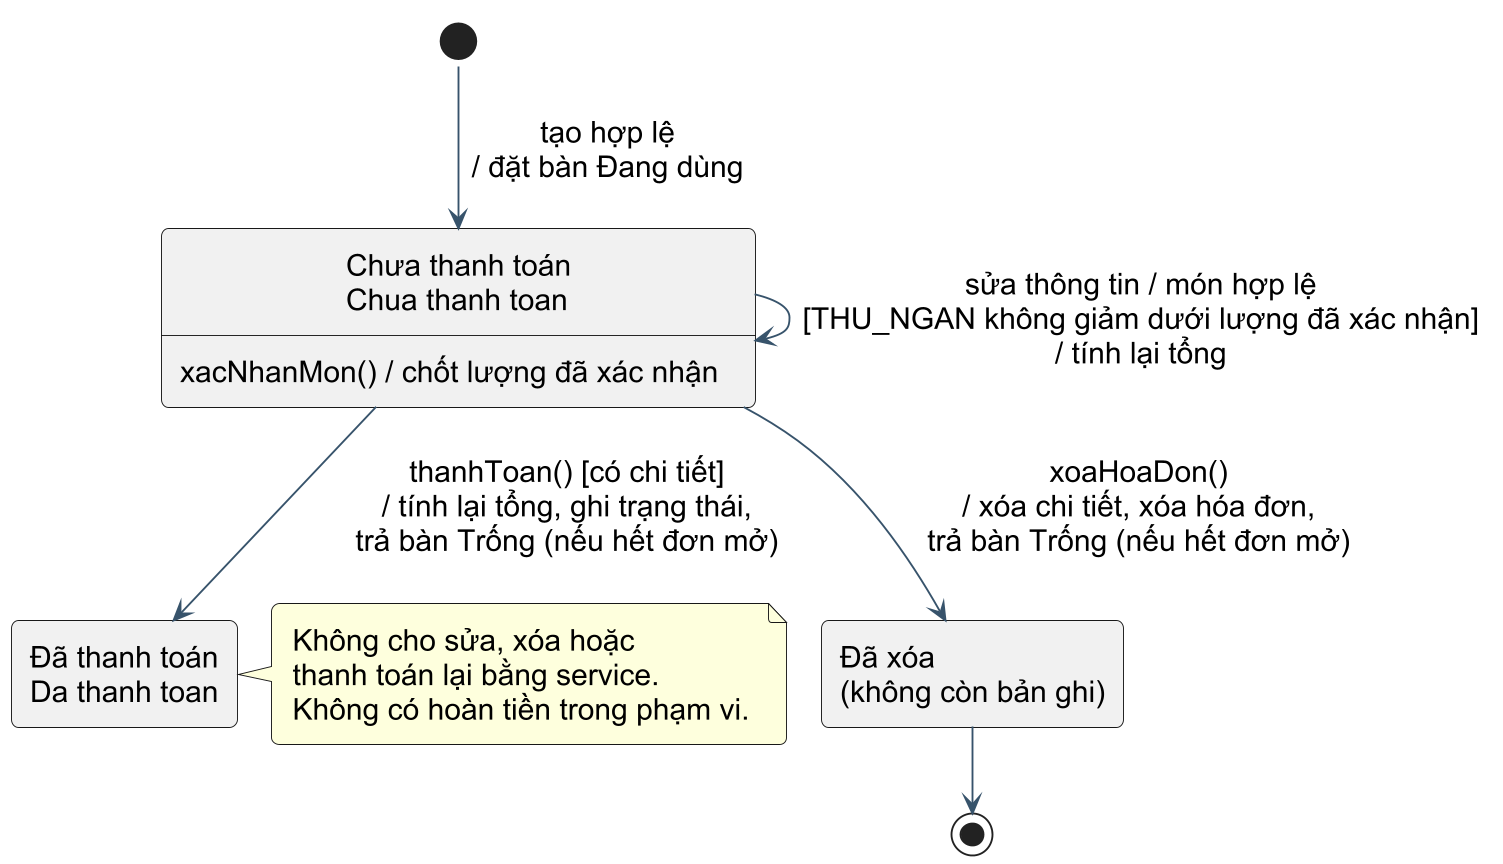 tạo hợp lệ
/ đặt bàn Đang dùng
Chưa thanh toán
Chua thanh toan
xacNhanMon() / chốt lượng đã xác nhận
sửa thông tin / món hợp lệ
[THU_NGAN không giảm dưới lượng đã xác nhận]
/ tính lại tổng
thanhToan() [có chi tiết]
/ tính lại tổng, ghi trạng thái,
trả bàn Trống (nếu hết đơn mở)
xoaHoaDon()
/ xóa chi tiết, xóa hóa đơn,
trả bàn Trống (nếu hết đơn mở)
Đã thanh toán
Da thanh toan
Không cho sửa, xóa hoặc
thanh toán lại bằng service.
Không có hoàn tiền trong phạm vi.
Đã xóa
(không còn bản ghi)